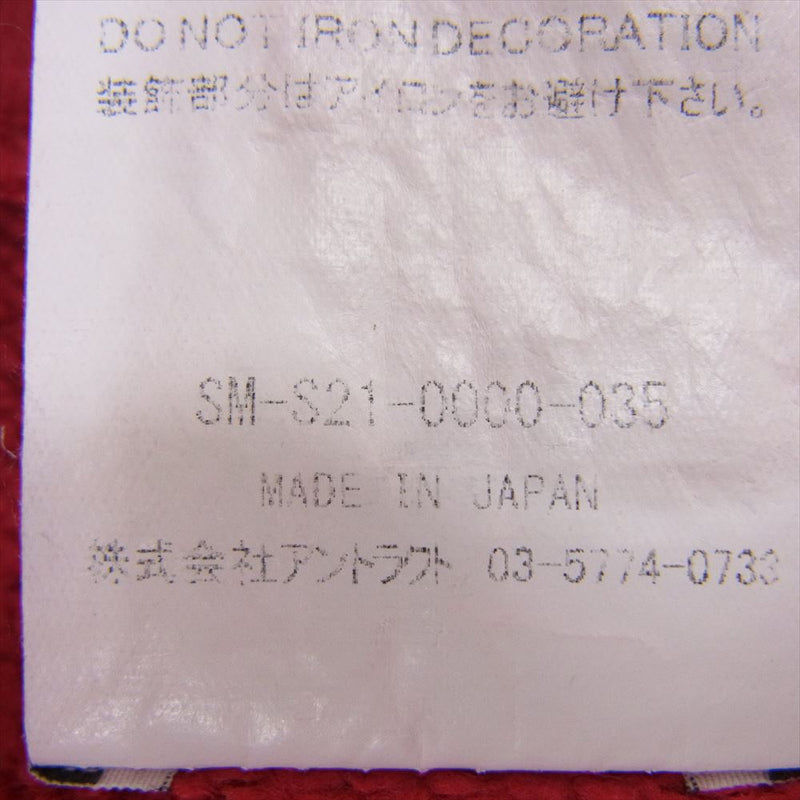 DO NOT IRON DECORATION
装飾部分はアイロンをお避け下さい。
SM-S21-0000-035
MADE IN JAPAN
株式会社アントラクト 03-5774-0733